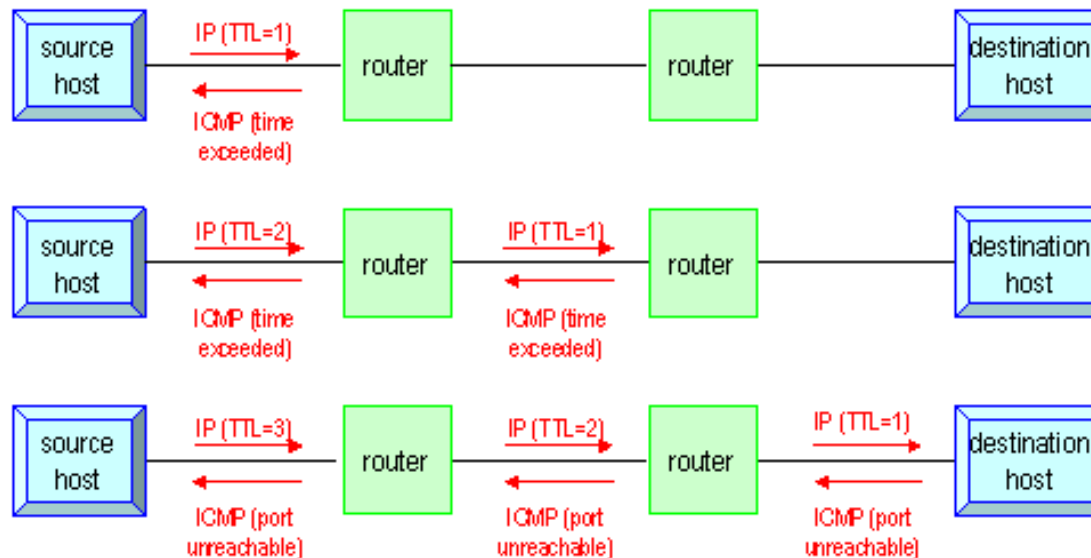 source
host
IP (TTL=1)
ICMP (time
exceeded)
router
router
destination
host
source
host
IP (TTL=2)
ICMP (time
exceeded)
router
IP (TTL=1)
ICMP (time
exceeded)
router
destination
host
source
host
IP (TTL=3)
ICMP (port
unreachable)
router
IP (TTL=2)
ICMP (port
unreachable)
router
IP (TTL=1)
ICMP (port
unreachable)
destination
host